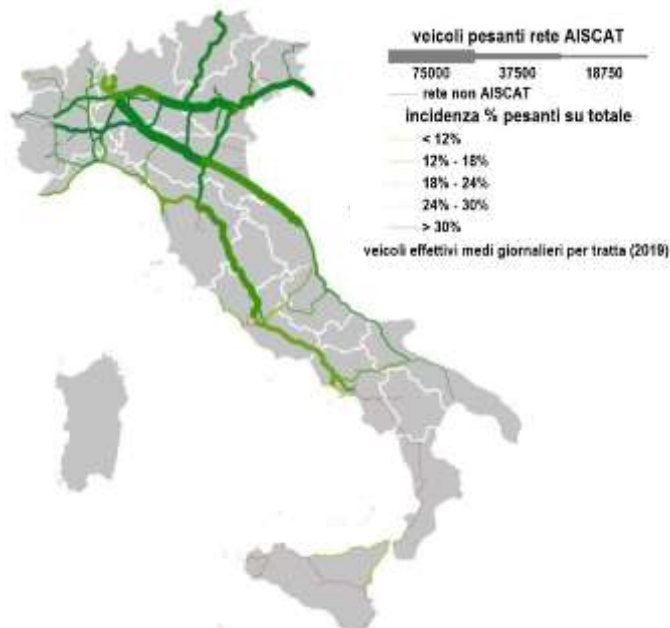 veicoli pesanti rete AISCAT
75000 37500 18750
rete non AISCAT
incidenza % pesanti su totale
< 12%
12% - 18%
18% - 24%
24% - 30%
> 30%
veicoli effettivi medi giornalieri per tratta (2019)